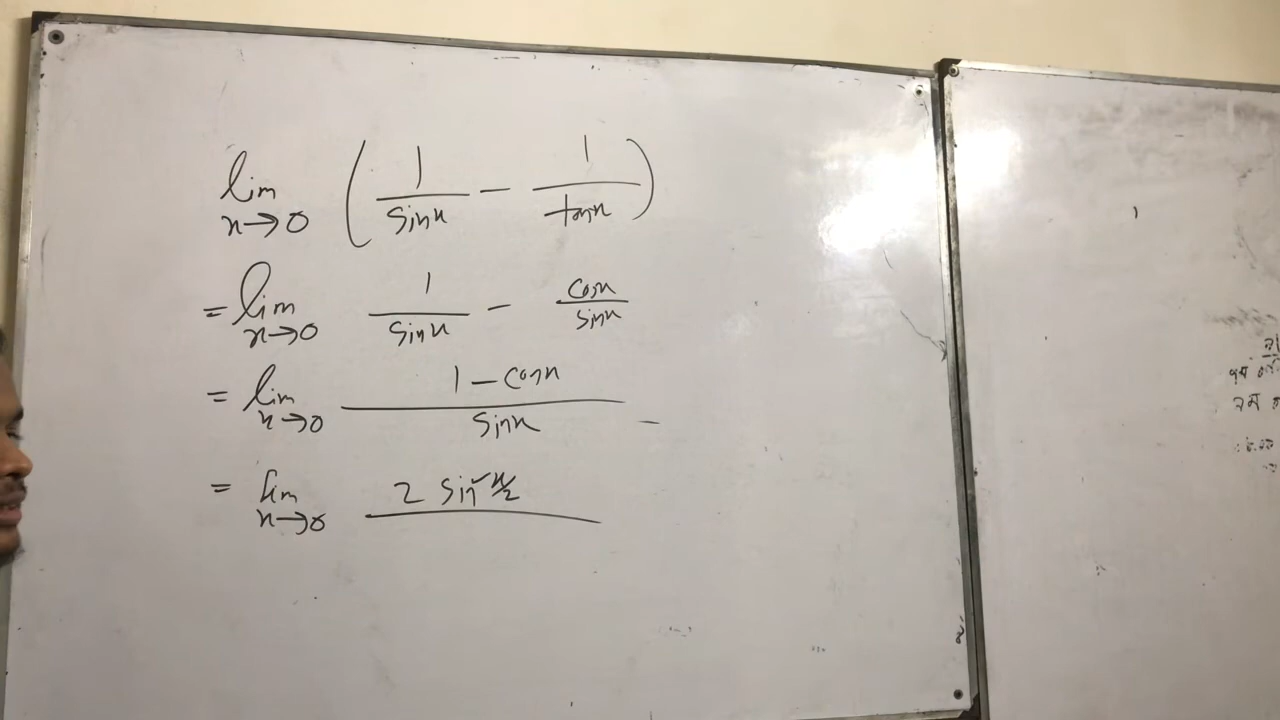 lim x→0 ( 1/sinx − 1/tanx )
= lim x→0 1/sinx − cosx/sinx
= lim x→0 (1 − cosx)/sinx
= lim x→0 2 sin² x/2